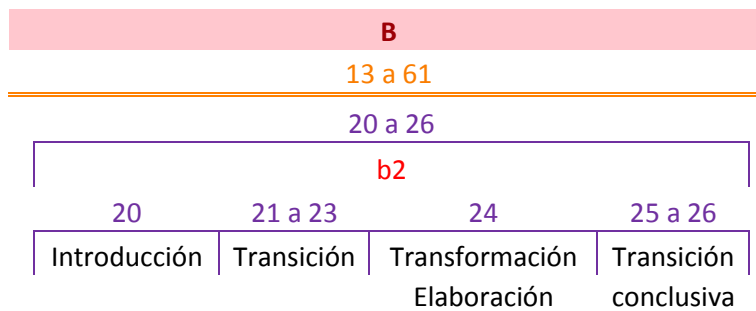 B
13 a 61
20 a 26
b2
20 21 a 23 24 25 a 26
Introducción Transición Transformación Transición
Elaboración conclusiva